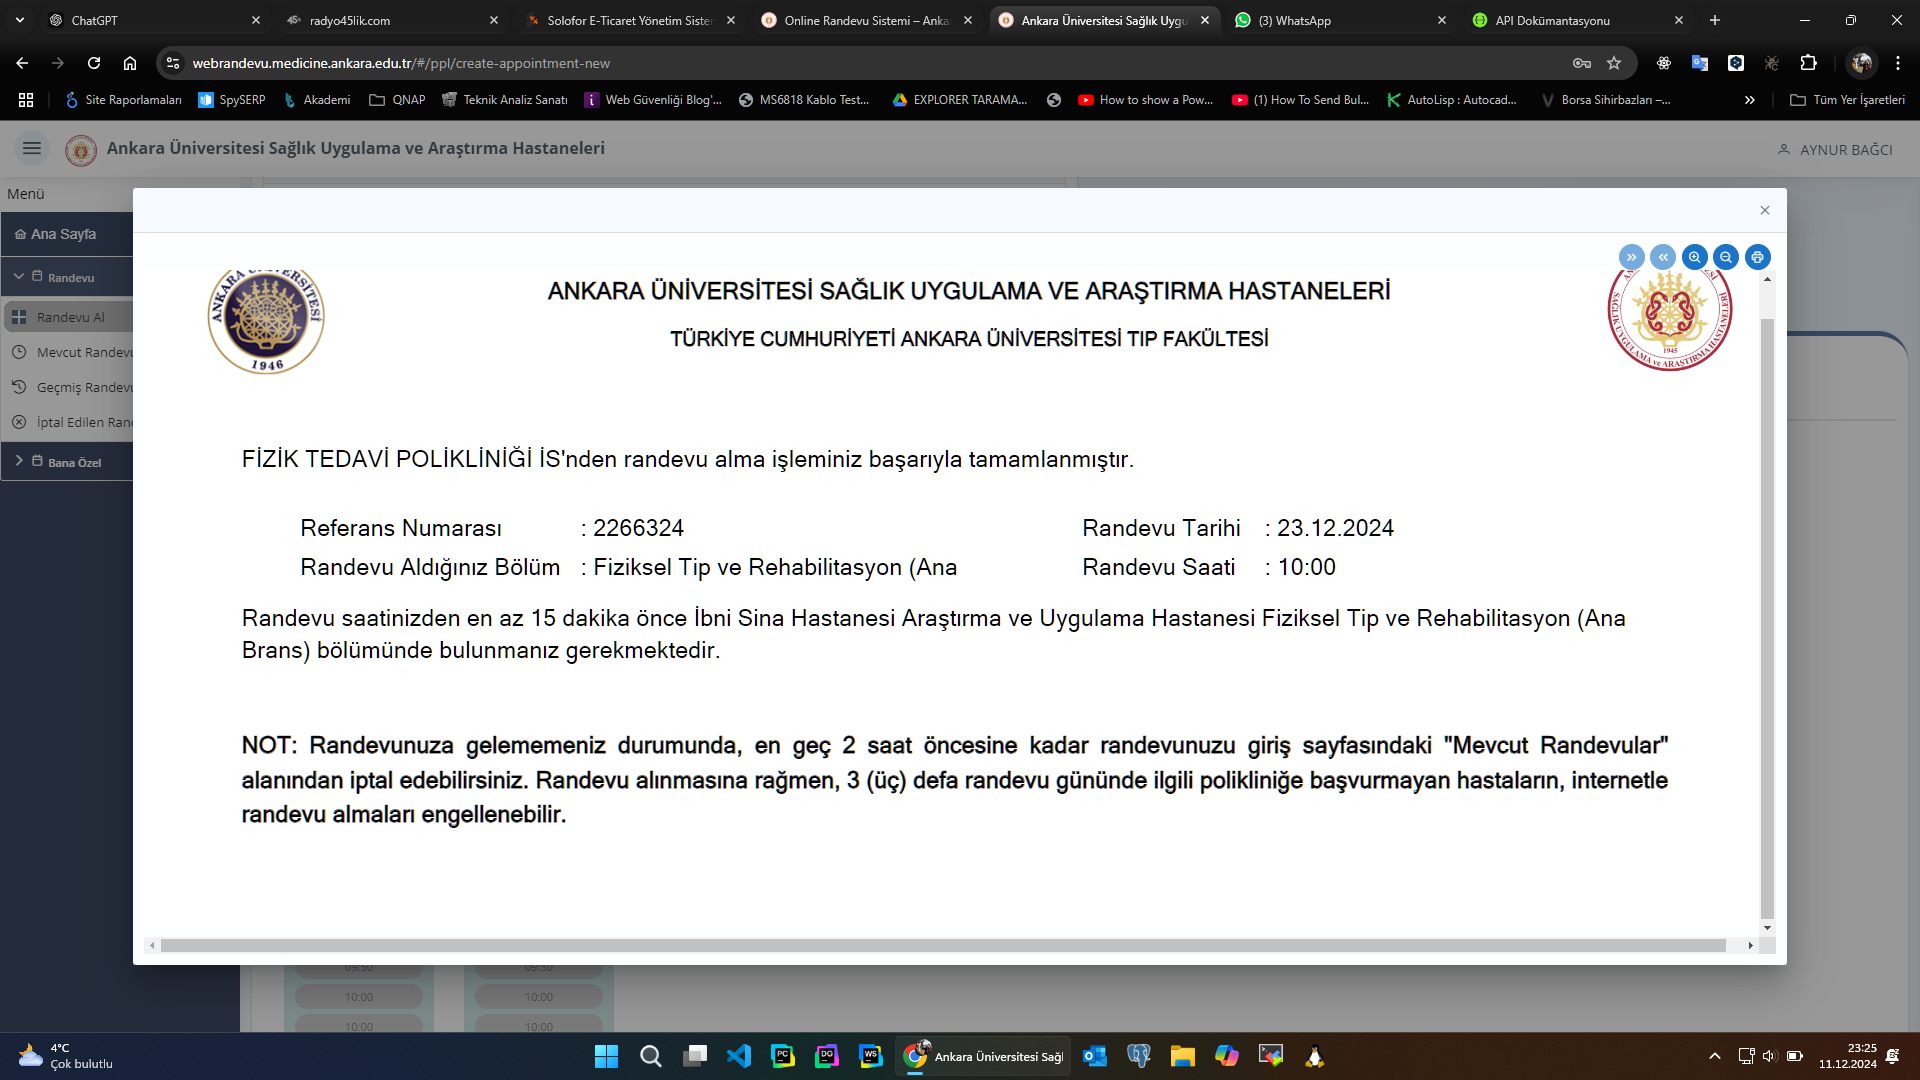 ChatGPT
radyo45lik.com
Solofor E-Ticaret Yönetim Sister
Online Randevu Sistemi – Anka
Ankara Üniversitesi Sağlık Uygu
(3) WhatsApp
API Dokümantasyonu
webrandevu.medicine.ankara.edu.tr/#/ppl/create-appointment-new
Site Raporlamaları
SpySERP
Akademi
QNAP
Teknik Analiz Sanatı
Web Güvenliği Blog'...
MS6818 Kablo Test...
EXPLORER TARAMA...
How to show a Pow...
(1) How To Send Bul...
AutoLisp : Autocad...
Borsa Sihirbazları –...
Tüm Yer İşaretleri
Ankara Üniversitesi Sağlık Uygulama ve Araştırma Hastaneleri
AYNUR BAĞCI
Menü
Ana Sayfa
Randevu
Randevu Al
Mevcut Randevu
Geçmiş Randevu
İptal Edilen Rand
Bana Özel
ANKARA ÜNİVERSİTESİ
1946
ANKARA ÜNİVERSİTESİ SAĞLIK UYGULAMA VE ARAŞTIRMA HASTANELERİ
TÜRKİYE CUMHURİYETİ ANKARA ÜNİVERSİTESİ TIP FAKÜLTESİ
SAĞLIK UYGULAMA ve ARAŞTIRMA HASTANELERİ
1945
FİZİK TEDAVİ POLİKLİNİĞİ İS'nden randevu alma işleminiz başarıyla tamamlanmıştır.
Referans Numarası : 2266324 Randevu Tarihi : 23.12.2024
Randevu Aldığınız Bölüm : Fiziksel Tip ve Rehabilitasyon (Ana Randevu Saati : 10:00
Randevu saatinizden en az 15 dakika önce İbni Sina Hastanesi Araştırma ve Uygulama Hastanesi Fiziksel Tip ve Rehabilitasyon (Ana
Brans) bölümünde bulunmanız gerekmektedir.
NOT: Randevunuza gelememeniz durumunda, en geç 2 saat öncesine kadar randevunuzu giriş sayfasındaki "Mevcut Randevular"
alanından iptal edebilirsiniz. Randevu alınmasına rağmen, 3 (üç) defa randevu gününde ilgili polikliniğe başvurmayan hastaların, internetle
randevu almaları engellenebilir.
09:50 09:50
10:00 10:00
10:00 10:00
4°C
Çok bulutlu
PC
DG
WS
Ankara Üniversitesi Sağl
23:25
11.12.2024